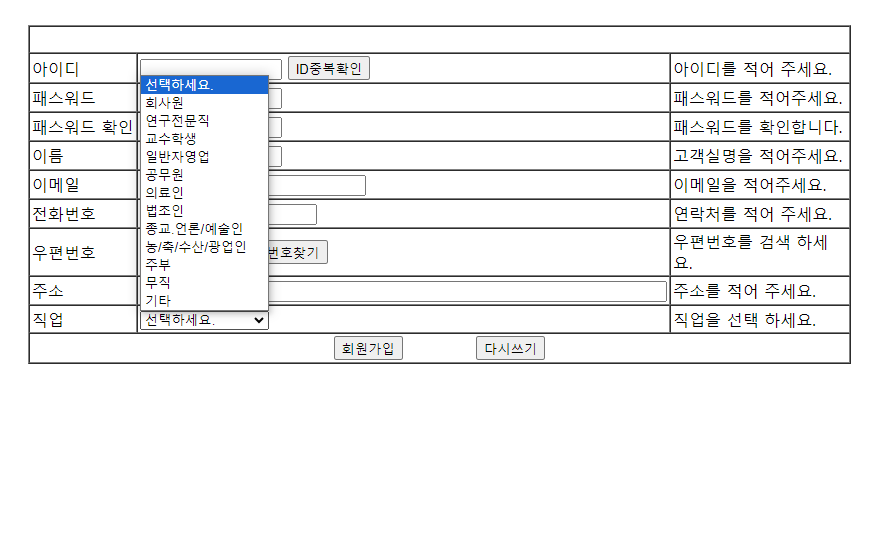 아이디
ID중복확인
아이디를 적어 주세요.
선택하세요.
회사원
연구전문직
교수학생
일반자영업
공무원
의료인
법조인
종교.언론/예술인
농/축/수산/광업인
주부
무직
기타
패스워드
패스워드를 적어주세요.
패스워드 확인
패스워드를 확인합니다.
이름
고객실명을 적어주세요.
이메일
이메일을 적어주세요.
전화번호
연락처를 적어 주세요.
우편번호
번호찾기
우편번호를 검색 하세
요.
주소
주소를 적어 주세요.
직업
선택하세요.
직업을 선택 하세요.
회원가입
다시쓰기